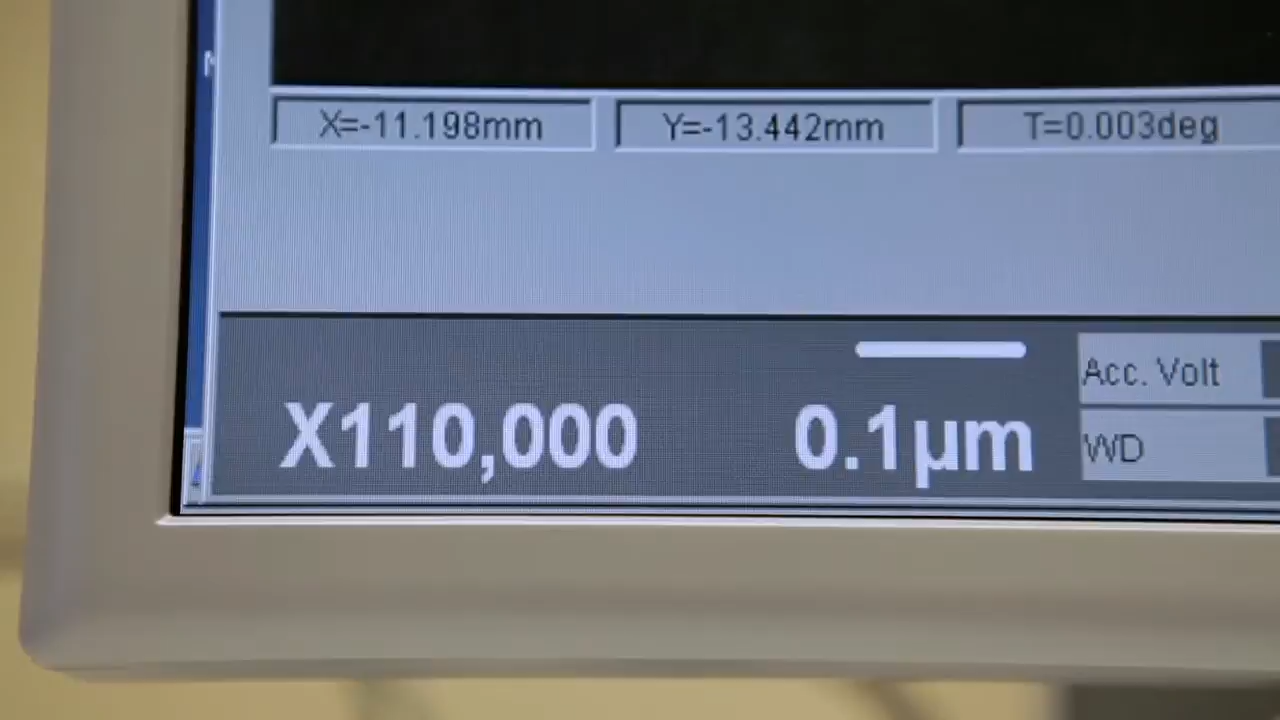 X=-11.198mm Y=-13.442mm T=0.003deg
Acc. Volt
X110,000 0.1µm
WD